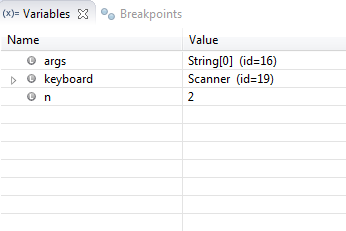 (x)= Variables Breakpoints
Name Value
args String[0] (id=16)
keyboard Scanner (id=19)
n 2